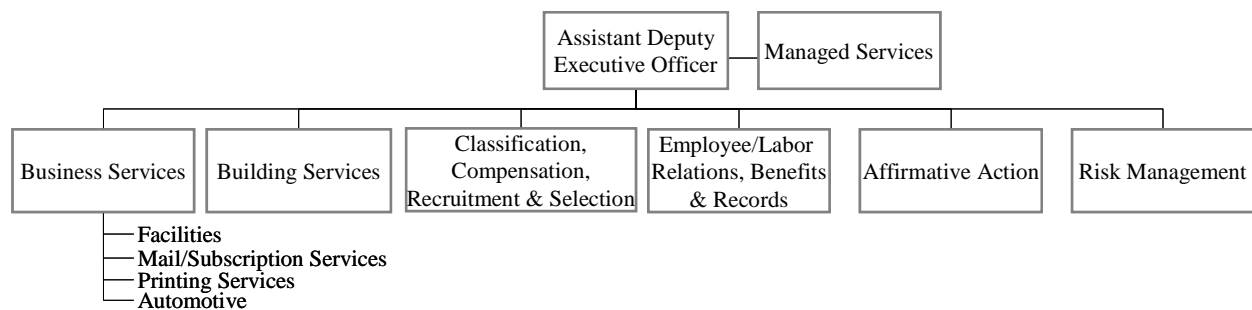 Assistant Deputy
Executive Officer
Managed Services
Business Services
Building Services
Classification,
Compensation,
Recruitment & Selection
Employee/Labor
Relations, Benefits
& Records
Affirmative Action
Risk Management
Facilities
Mail/Subscription Services
Printing Services
Automotive